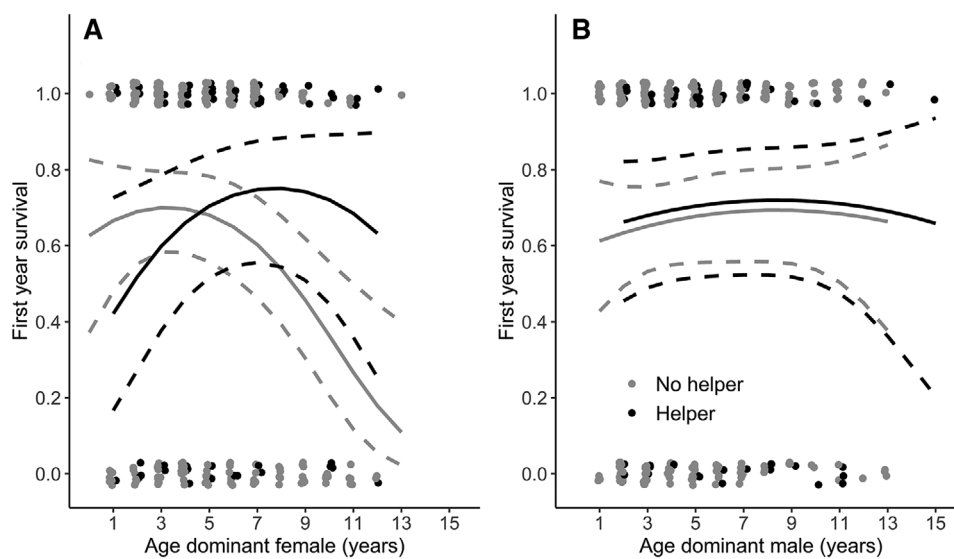 A
First year survival
1.0
0.8
0.6
0.4
0.2
0.0
1 3 5 7 9 11 13 15
Age dominant female (years)
B
First year survival
1.0
0.8
0.6
0.4
0.2
0.0
No helper
Helper
1 3 5 7 9 11 13 15
Age dominant male (years)